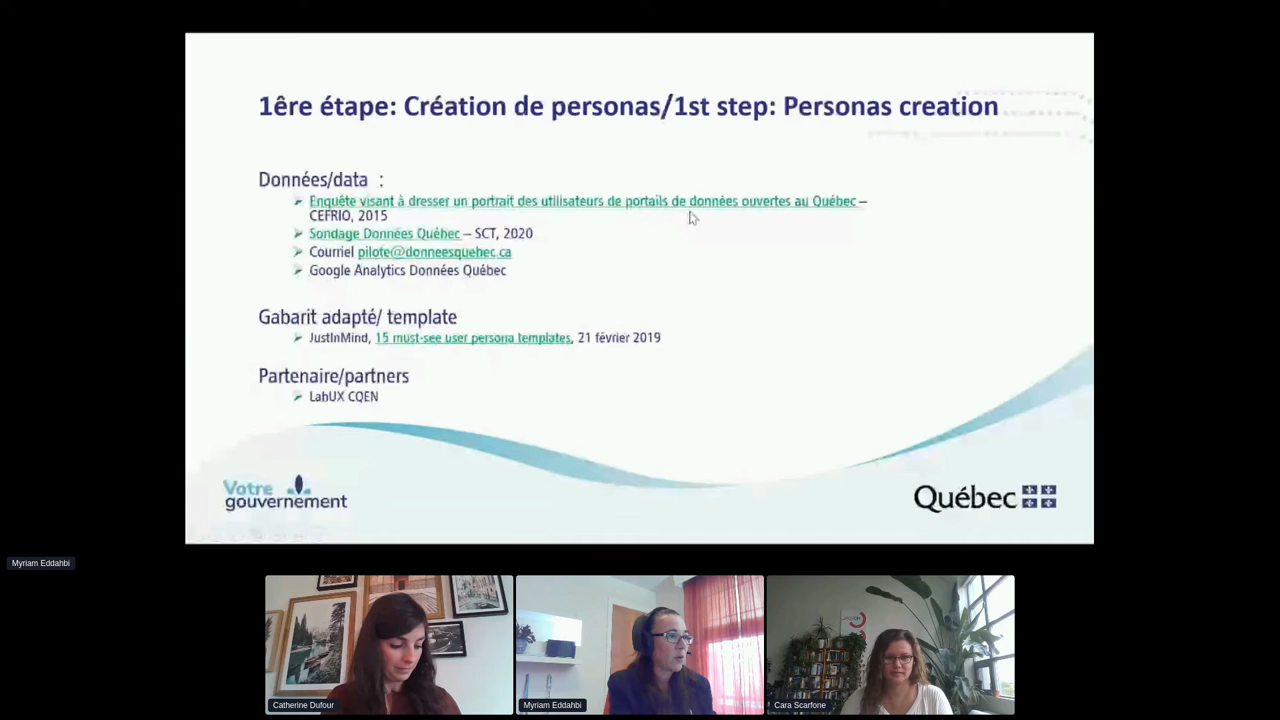 1êre étape: Création de personas/1st step: Personas creation
Données/data :
Enquête visant à dresser un portrait des utilisateurs de portails de données ouvertes au Québec –
CEFRIO, 2015
Sondage Données Québec – SCT, 2020
Courriel pilote@donneesquebec.ca
Google Analytics Données Québec
Gabarit adapté/ template
JustInMind, 15 must-see user persona templates, 21 février 2019
Partenaire/partners
LabUX CQEN
Votre
gouvernement
Québec
Myriam Eddahbi
Catherine Dufour
Myriam Eddahbi
Cara Scarfone